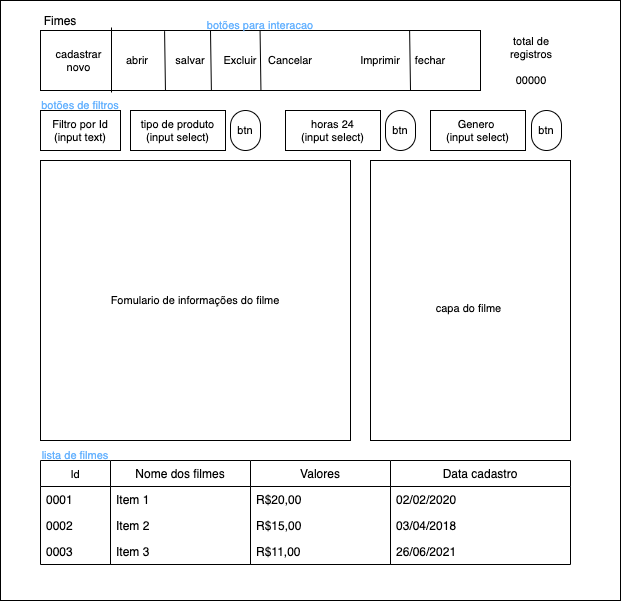 Fimes
botões para interacao
cadastrar
novo
abrir
salvar
Excluir
Cancelar
Imprimir
fechar
total de
registros
00000
botões de filtros
Filtro por Id
(input text)
tipo de produto
(input select)
btn
horas 24
(input select)
btn
Genero
(input select)
btn
Fomulario de informações do filme
capa do filme
lista de filmes
Id Nome dos filmes Valores Data cadastro
0001 Item 1 R$20,00 02/02/2020
0002 Item 2 R$15,00 03/04/2018
0003 Item 3 R$11,00 26/06/2021